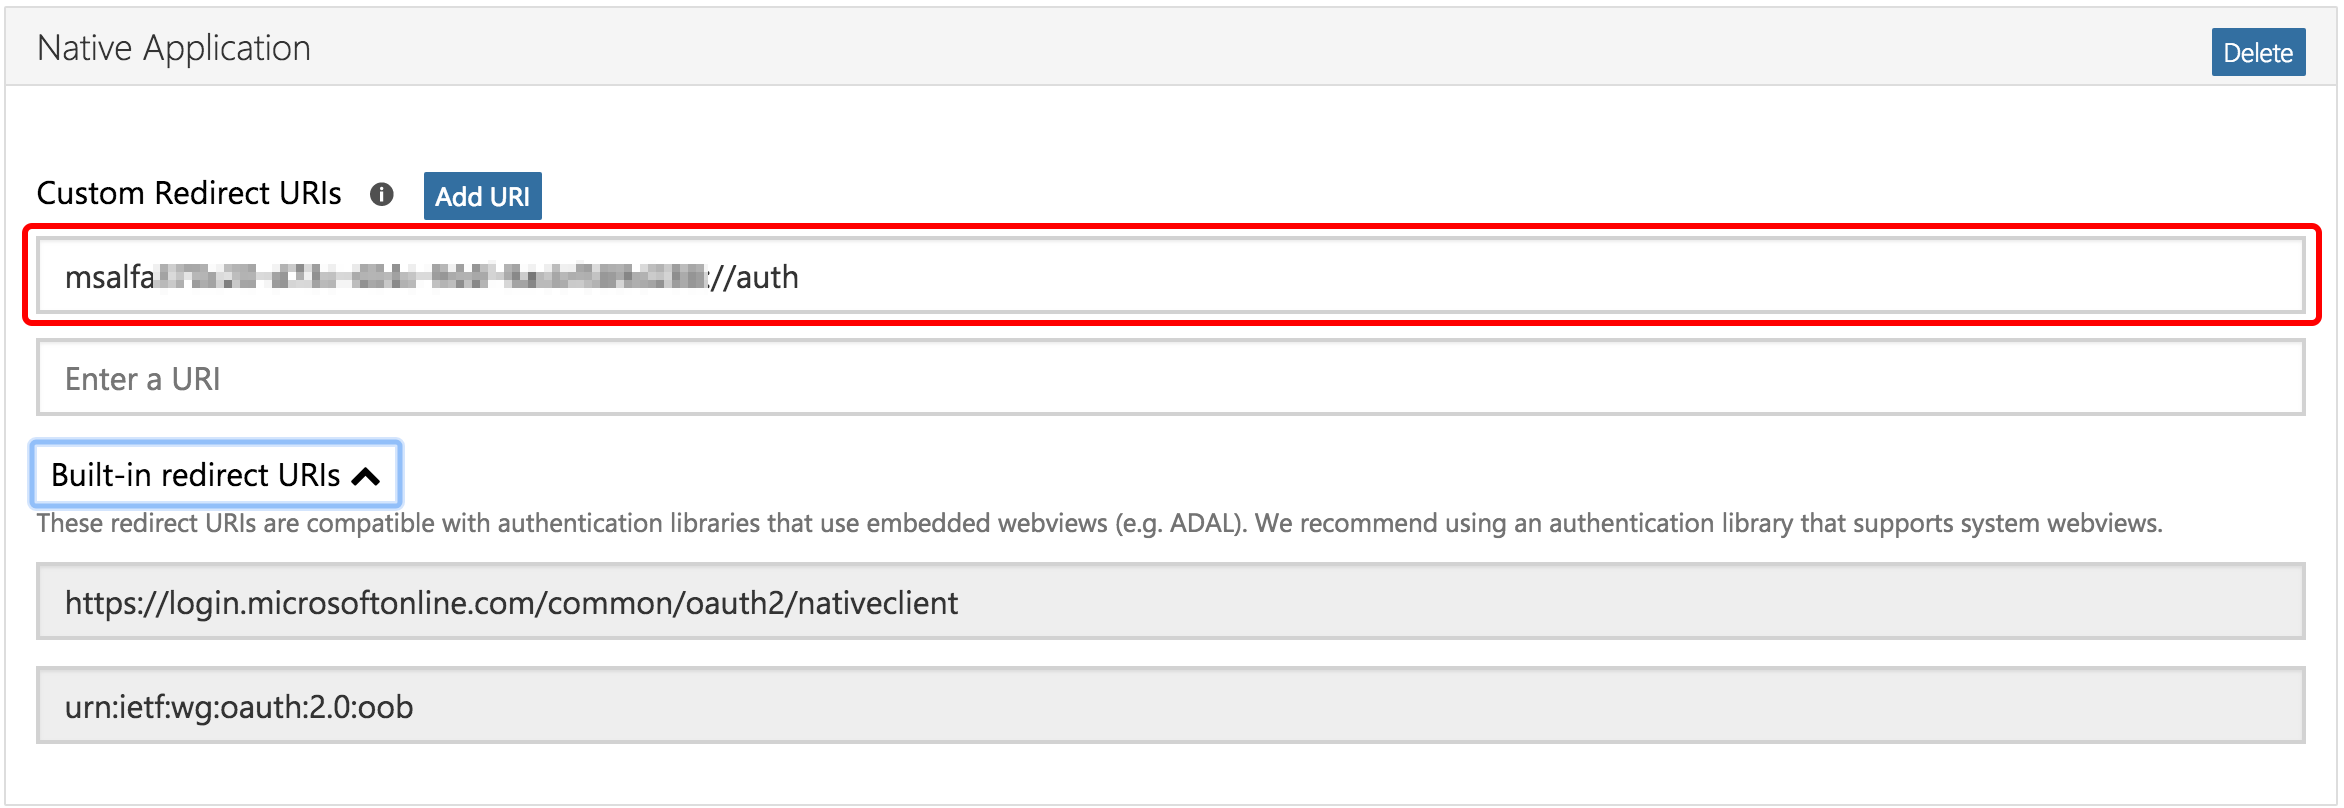 Native Application
Delete
Custom Redirect URIs
Add URI
msalfa ://auth
Enter a URI
Built-in redirect URIs
These redirect URIs are compatible with authentication libraries that use embedded webviews (e.g. ADAL). We recommend using an authentication library that supports system webviews.
https://login.microsoftonline.com/common/oauth2/nativeclient
urn:ietf:wg:oauth:2.0:oob